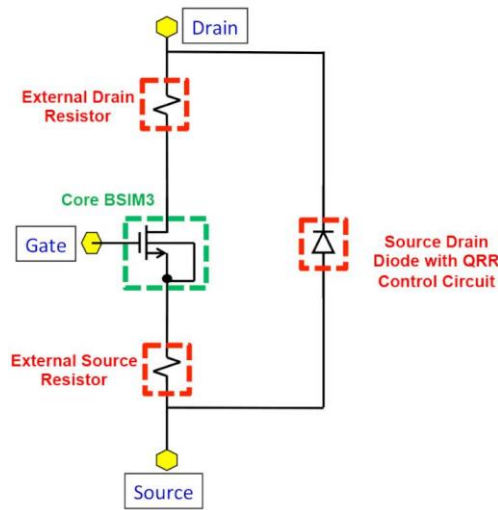 Drain
External Drain
Resistor
Core BSIM3
Gate
Source Drain
Diode with QRR
Control Circuit
External Source
Resistor
Source